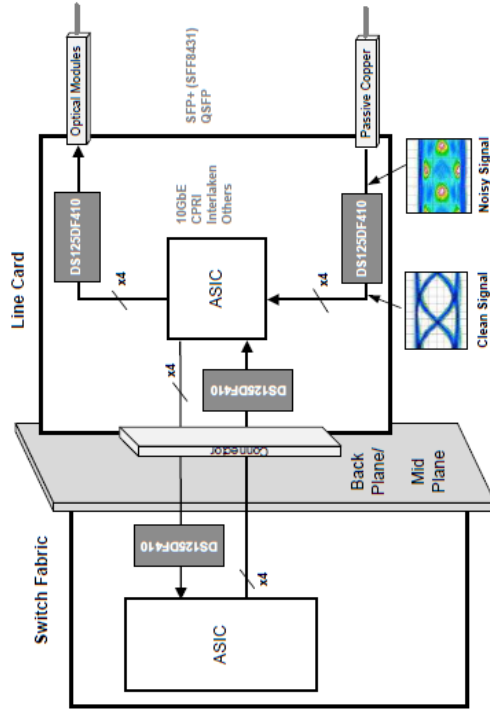 Switch Fabric
Line Card
ASIC
DS125DF410
x4
Back
Plane/
Mid
Plane
Connector
x4
DS125DF410
ASIC
x4
DS125DF410
10GbE
CPRI
Interlaken
Others
x4
DS125DF410
Optical Modules
SFP+ (SFF8431)
QSFP
Passive Copper
Clean Signal
Noisy Signal